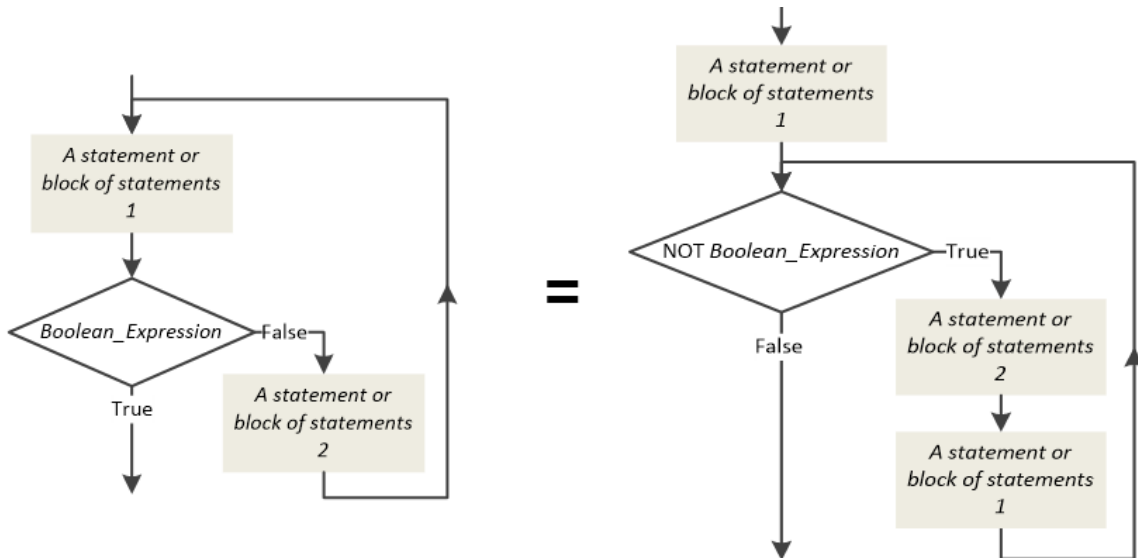 A statement or
block of statements
1
Boolean_Expression
False
True
A statement or
block of statements
2
=
A statement or
block of statements
1
NOT Boolean_Expression
True
False
A statement or
block of statements
2
A statement or
block of statements
1